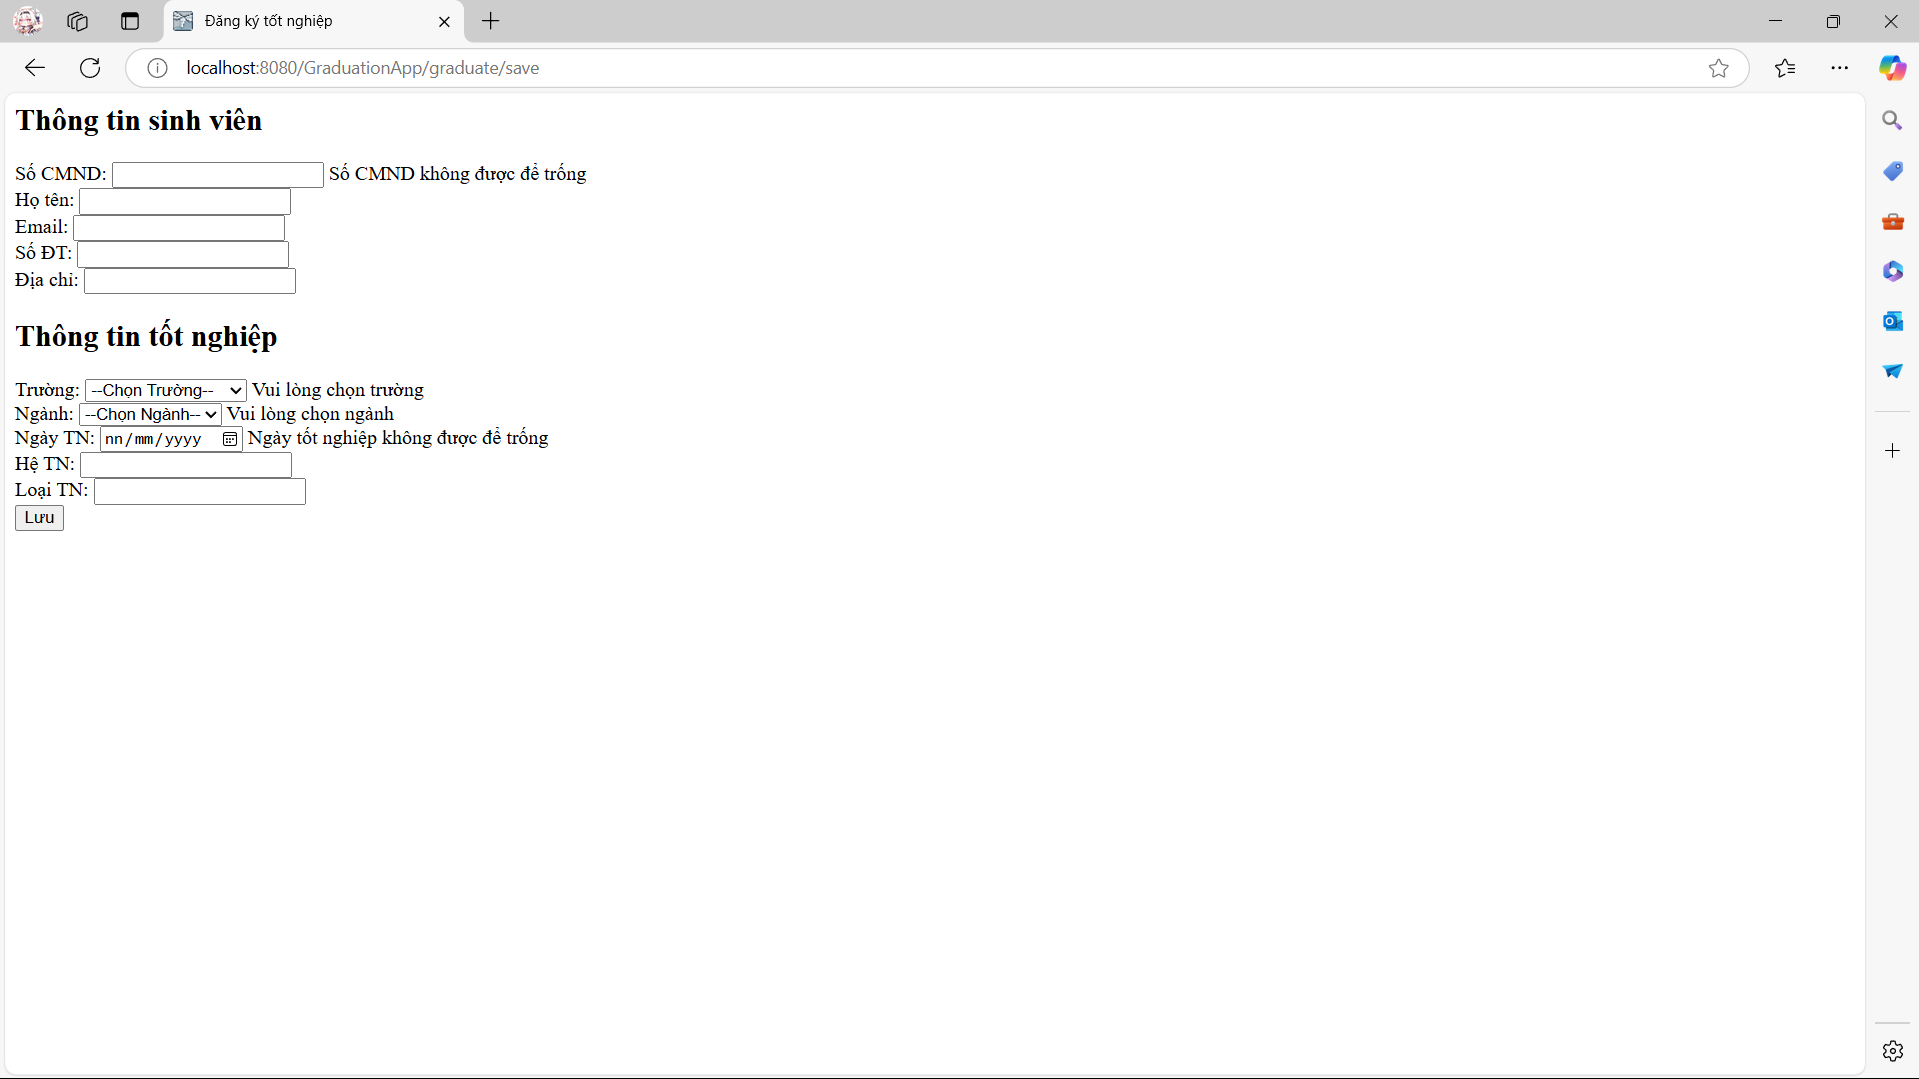 Đăng ký tốt nghiệp
localhost:8080/GraduationApp/graduate/save
Thông tin sinh viên
Số CMND: Số CMND không được để trống
Họ tên:
Email:
Số ĐT:
Địa chỉ:
Thông tin tốt nghiệp
Trường: --Chọn Trường-- Vui lòng chọn trường
Ngành: --Chọn Ngành-- Vui lòng chọn ngành
Ngày TN: nn/mm/yyyy Ngày tốt nghiệp không được để trống
Hệ TN:
Loại TN:
Lưu